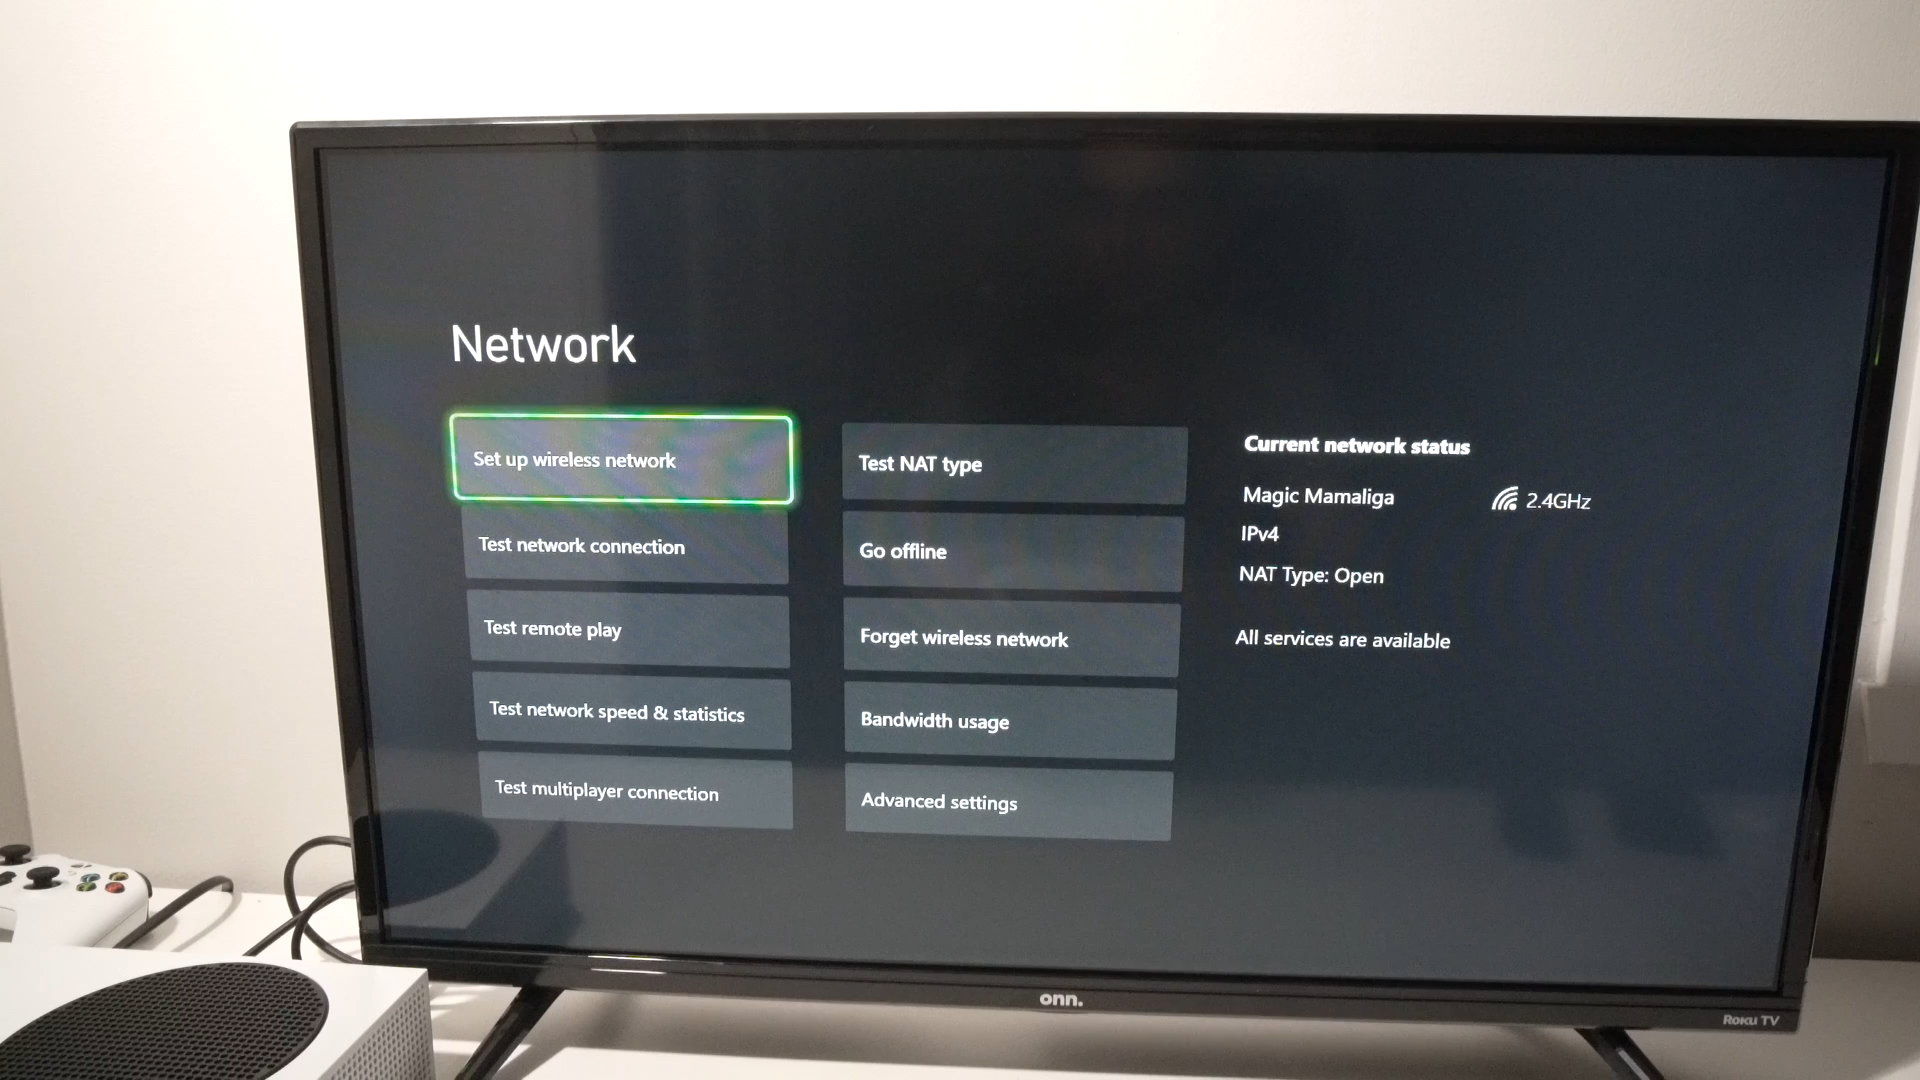 Network
Set up wireless network
Test network connection
Test remote play
Test network speed & statistics
Test multiplayer connection
Test NAT type
Go offline
Forget wireless network
Bandwidth usage
Advanced settings
Current network status
Magic Mamaliga 2.4GHz
IPv4
NAT Type: Open
All services are available
onn.
Roku TV